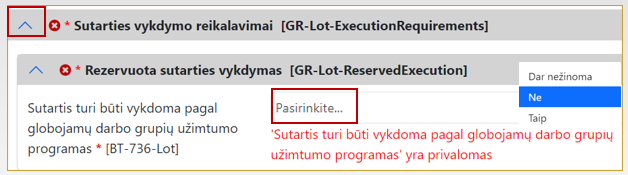 * Sutarties vykdymo reikalavimai [GR-Lot-ExecutionRequirements]
* Rezervuota sutarties vykdymas [GR-Lot-ReservedExecution]
Sutartis turi būti vykdoma pagal
globojamų darbo grupių užimtumo
programas * [BT-736-Lot]
Pasirinkite...
'Sutartis turi būti vykdoma pagal globojamų darbo grupių
užimtumo programas' yra privalomas
Dar nežinoma
Ne
Taip